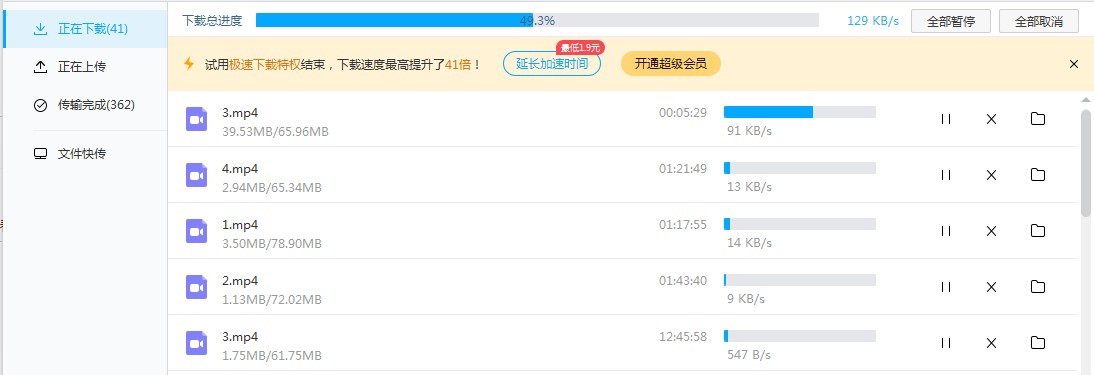 正在下载(41)
正在上传
传输完成(362)
文件快传
下载总进度 49.3% 129 KB/s 全部暂停 全部取消
最低1.9元
试用极速下载特权结束，下载速度最高提升了41倍！ 延长加速时间 开通超级会员
3.mp4 00:05:29
39.53MB/65.96MB 91 KB/s
4.mp4 01:21:49
2.94MB/65.34MB 13 KB/s
1.mp4 01:17:55
3.50MB/78.90MB 14 KB/s
2.mp4 01:43:40
1.13MB/72.02MB 9 KB/s
3.mp4 12:45:58
1.75MB/61.75MB 547 B/s